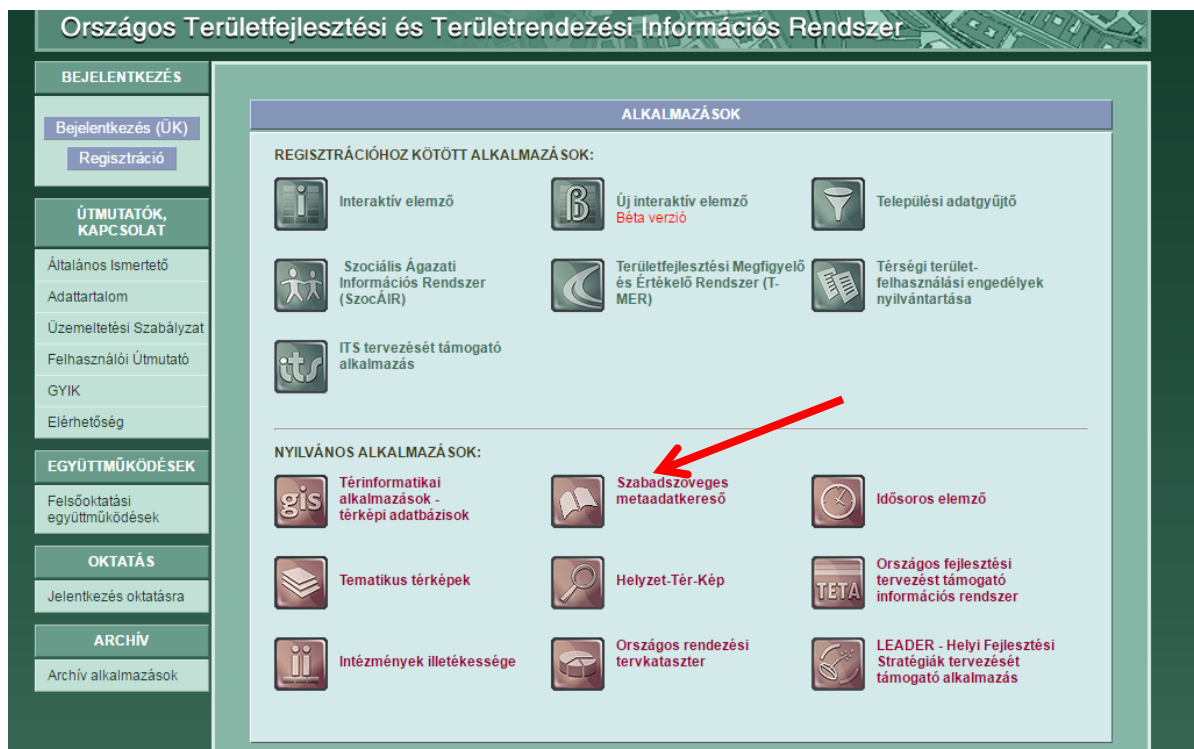 Országos Területfejlesztési és Területrendezési Információs Rendszer
BEJELENTKEZÉS
Bejelentkezés (ÜK)
Regisztráció
ÚTMUTATÓK,
KAPCSOLAT
Általános Ismertető
Adattartalom
Üzemeltetési Szabályzat
Felhasználói Útmutató
GYIK
Elérhetőség
EGYÜTTMŰKÖDÉSEK
Felsőoktatási
együttműködések
OKTATÁS
Jelentkezés oktatásra
ARCHÍV
Archív alkalmazások
ALKALMAZÁSOK
REGISZTRÁCIÓHOZ KÖTÖTT ALKALMAZÁSOK:
i
Interaktív elemző
β
Új interaktív elemző
Béta verzió
Települési adatgyűjtő
Szociális Ágazati
Információs Rendszer
(SzocÁIR)
Területfejlesztési Megfigyelő
és Értékelő Rendszer (T-
MER)
Térségi terület-
felhasználási engedélyek
nyilvántartása
its
ITS tervezését támogató
alkalmazás
NYILVÁNOS ALKALMAZÁSOK:
gis
Térinformatikai
alkalmazások -
térképi adatbázisok
Szabadszöveges
metaadatkereső
Idősoros elemző
Tematikus térképek
Helyzet-Tér-Kép
TETA
Országos fejlesztési
tervezést támogató
információs rendszer
ii
Intézmények illetékessége
Országos rendezési
tervkataszter
LEADER - Helyi Fejlesztési
Stratégiák tervezését
támogató alkalmazás